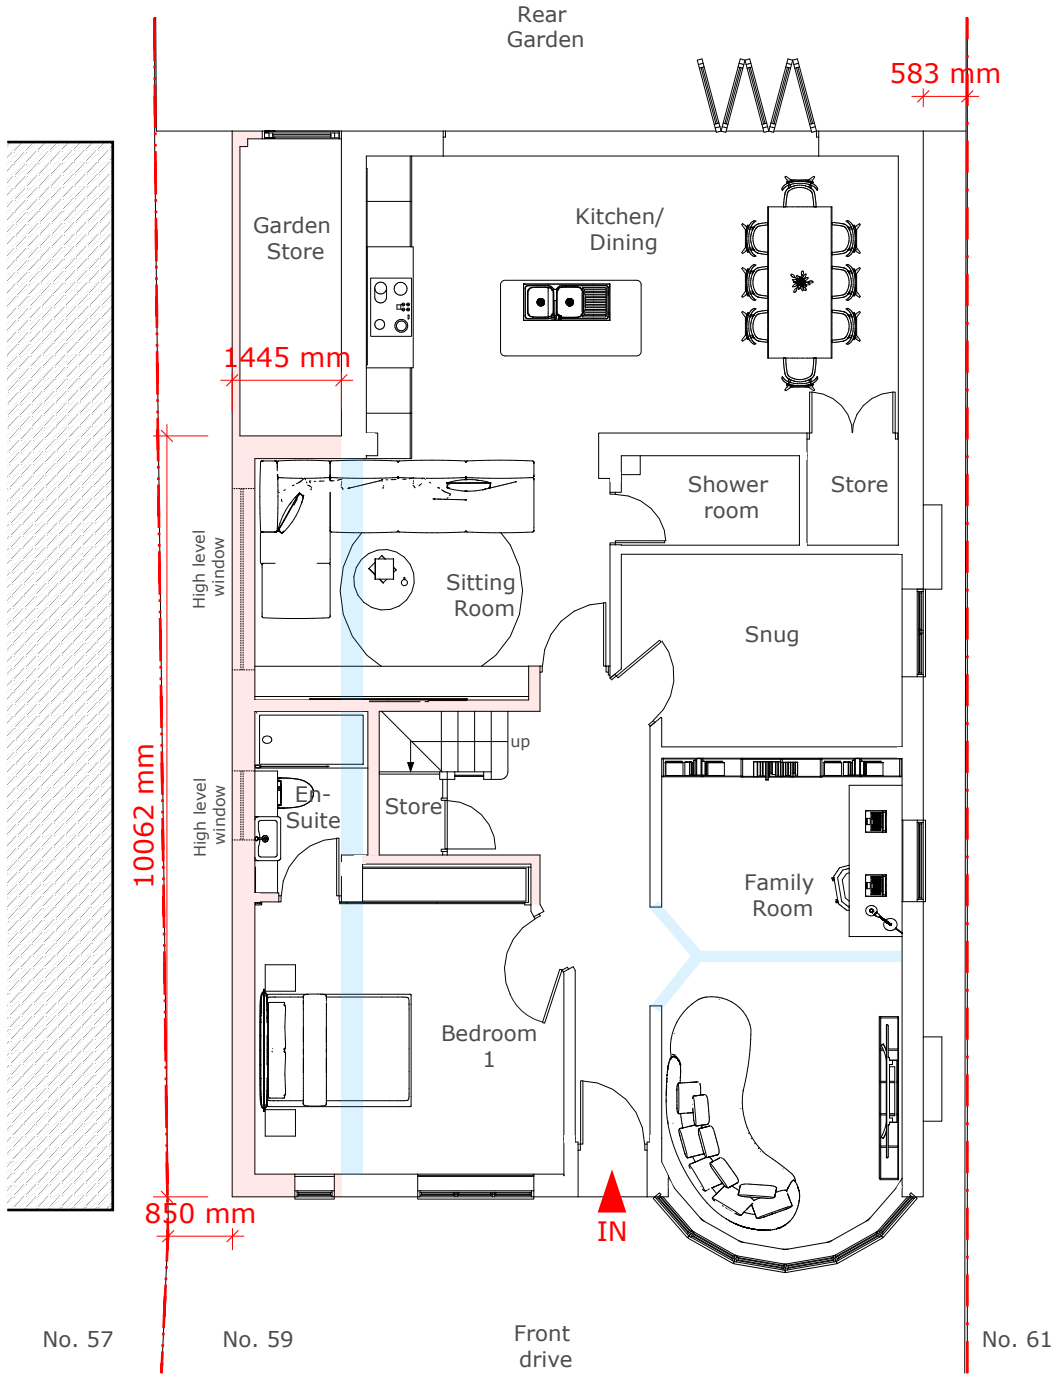 Rear
Garden
583 mm
Garden
Store
Kitchen/
Dining
1445 mm
Shower
room
Store
High level
window
Sitting
Room
Snug
up
10062 mm
High level
window
En-
Suite
Store
Family
Room
Bedroom
1
850 mm
IN
No. 57
No. 59
Front
drive
No. 61